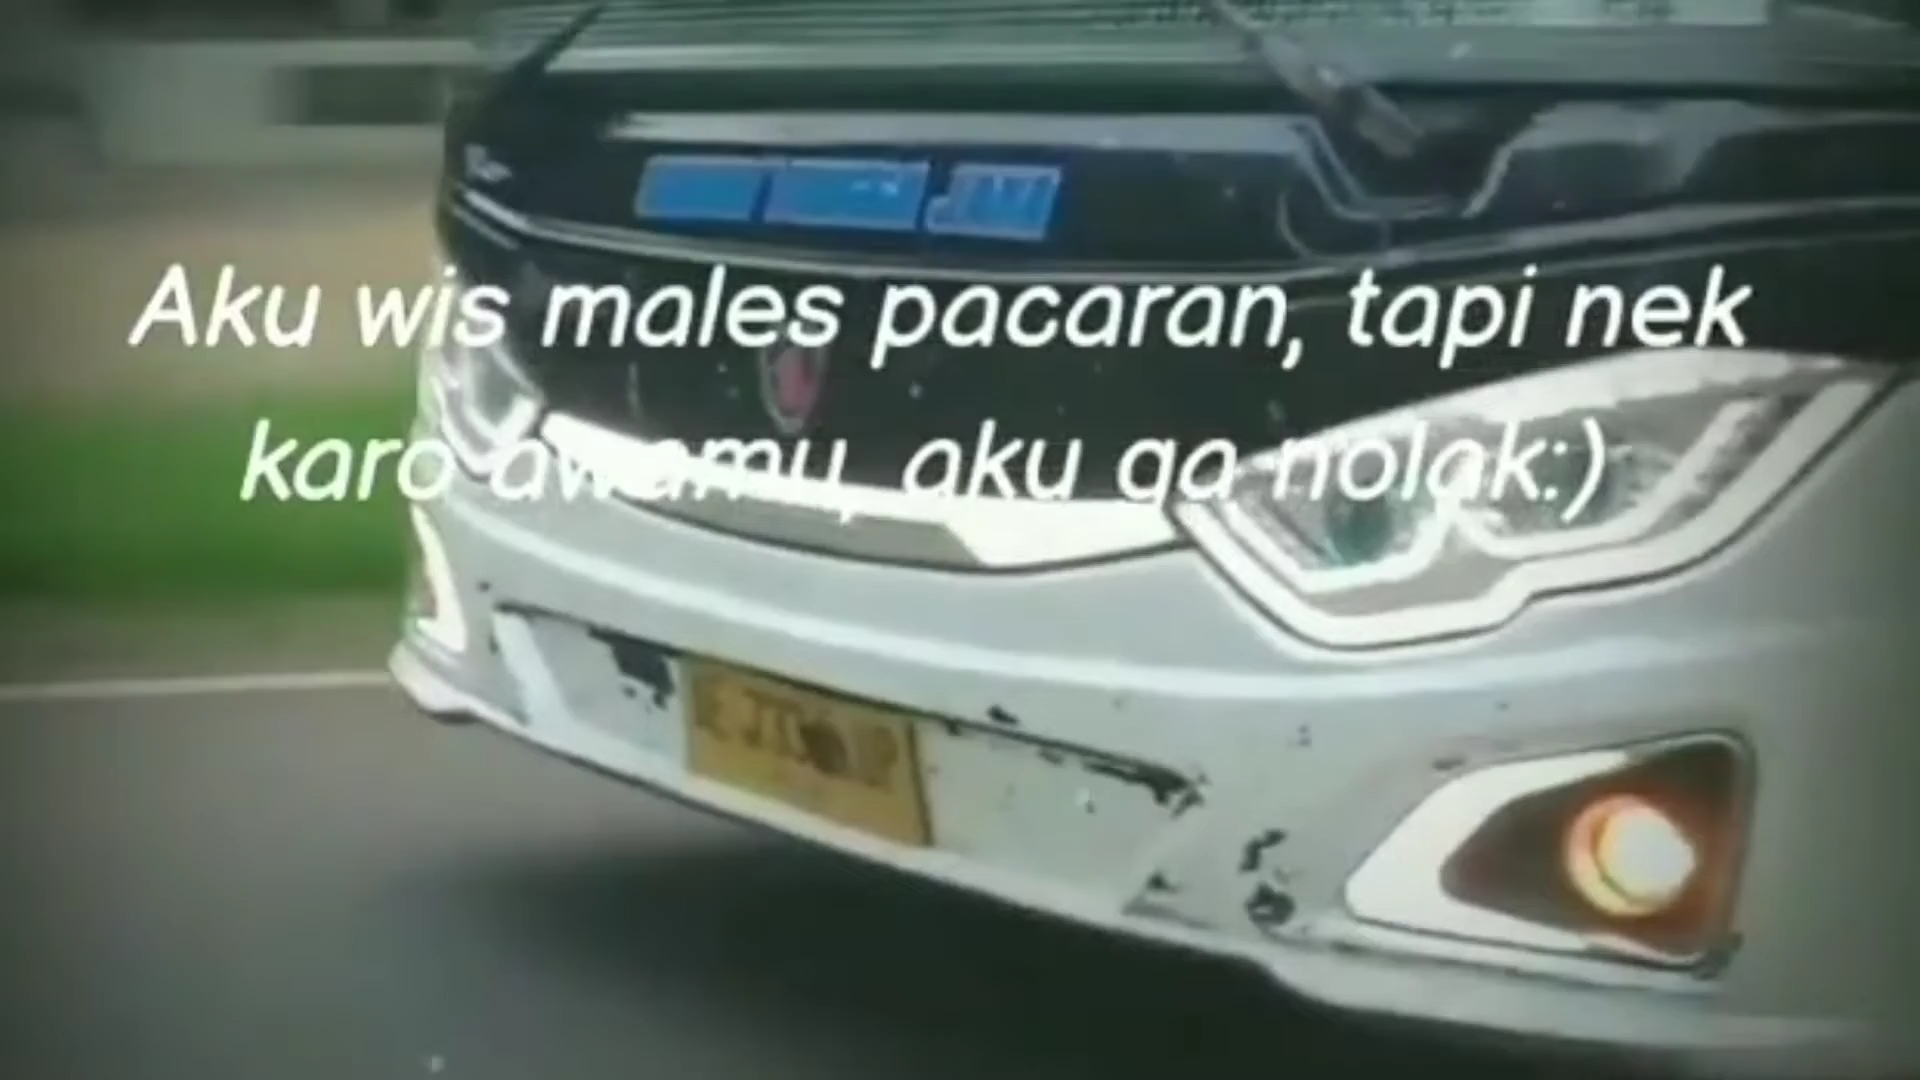 Aku wis males pacaran, tapi nek
karo awamu, aku ga nolak:)